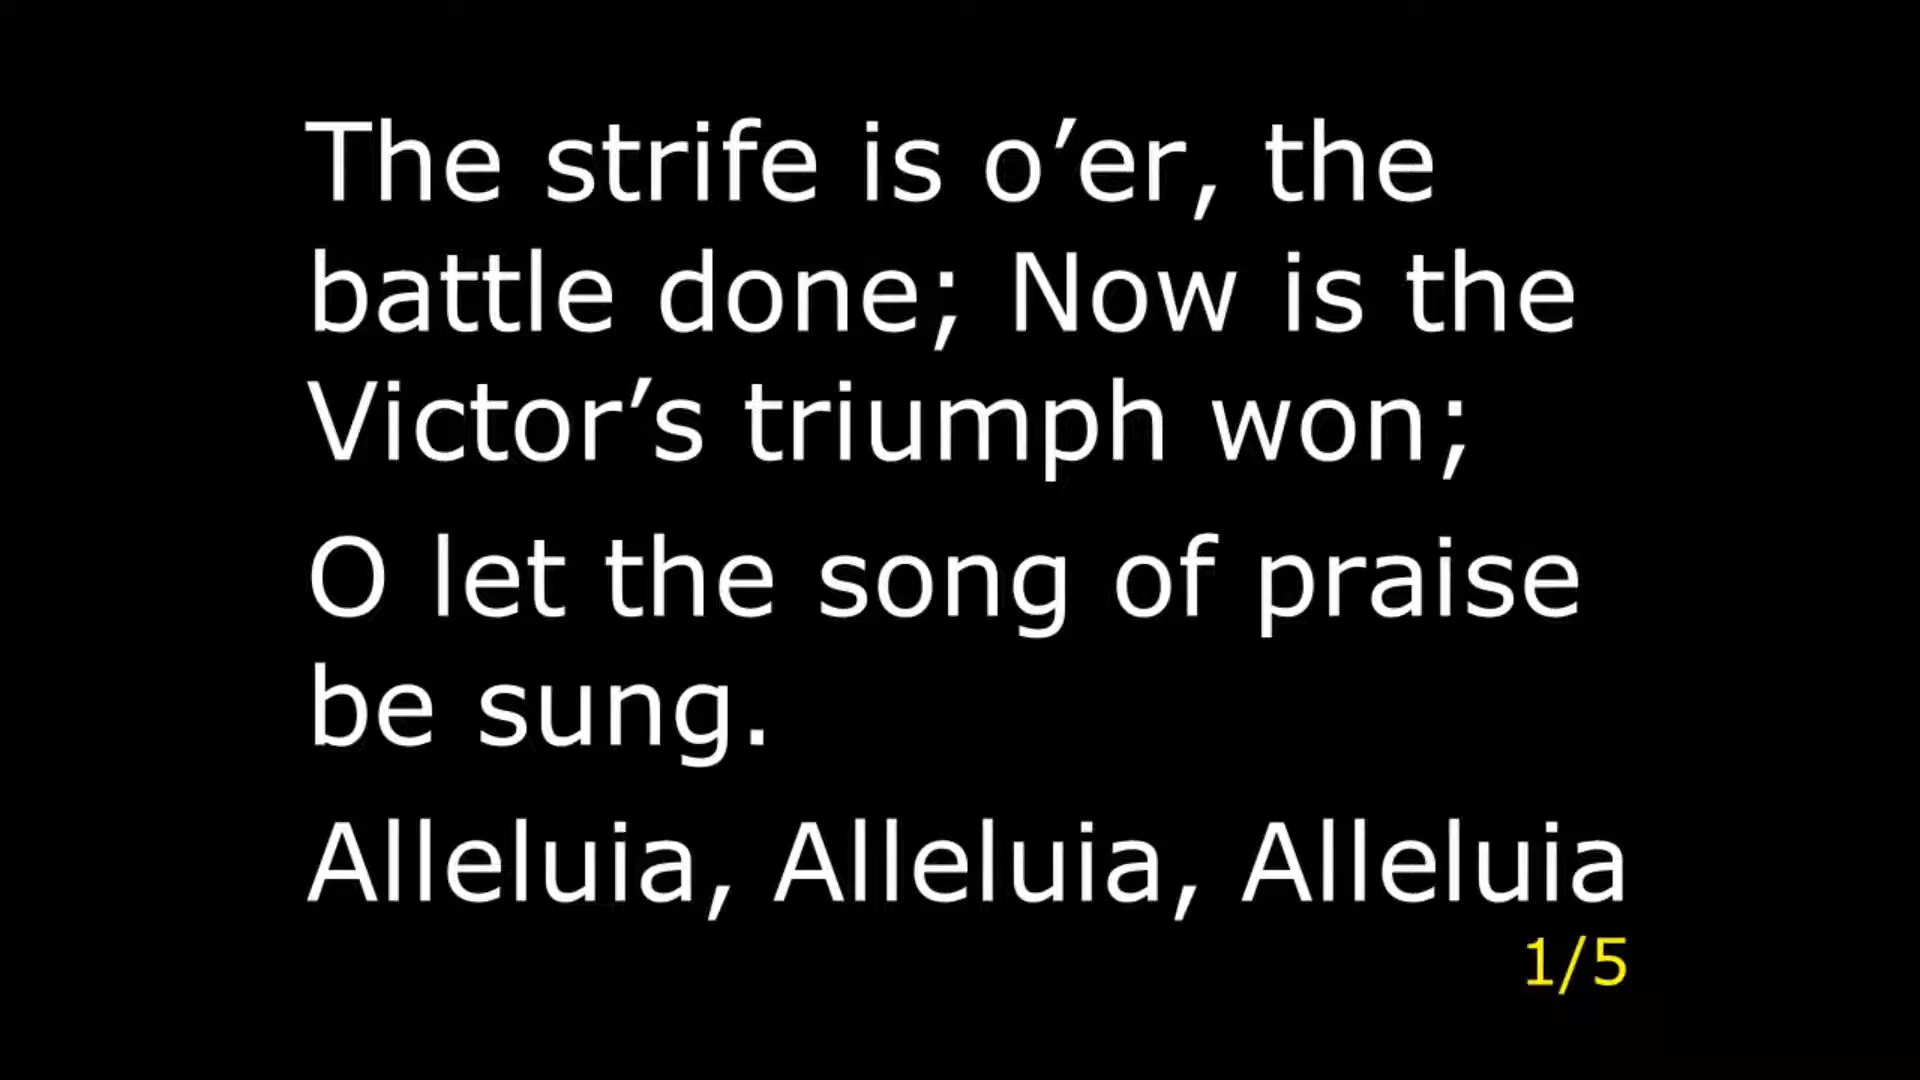 The strife is o’er, the
battle done; Now is the
Victor’s triumph won;
O let the song of praise
be sung.
Alleluia, Alleluia, Alleluia
1/5